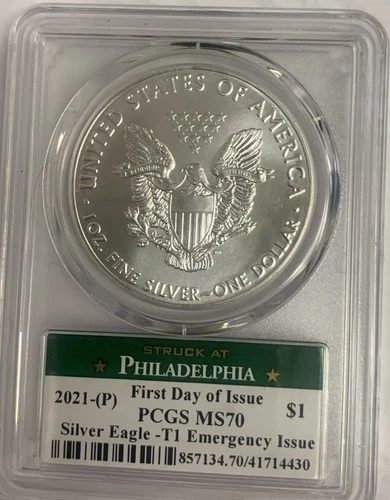 UNITED STATES OF AMERICA
1 OZ. FINE SILVER~ONE DOLLAR
STRUCK AT
PHILADELPHIA
2021-(P) First Day of Issue $1
PCGS MS70
Silver Eagle -T1 Emergency Issue
857134.70/41714430